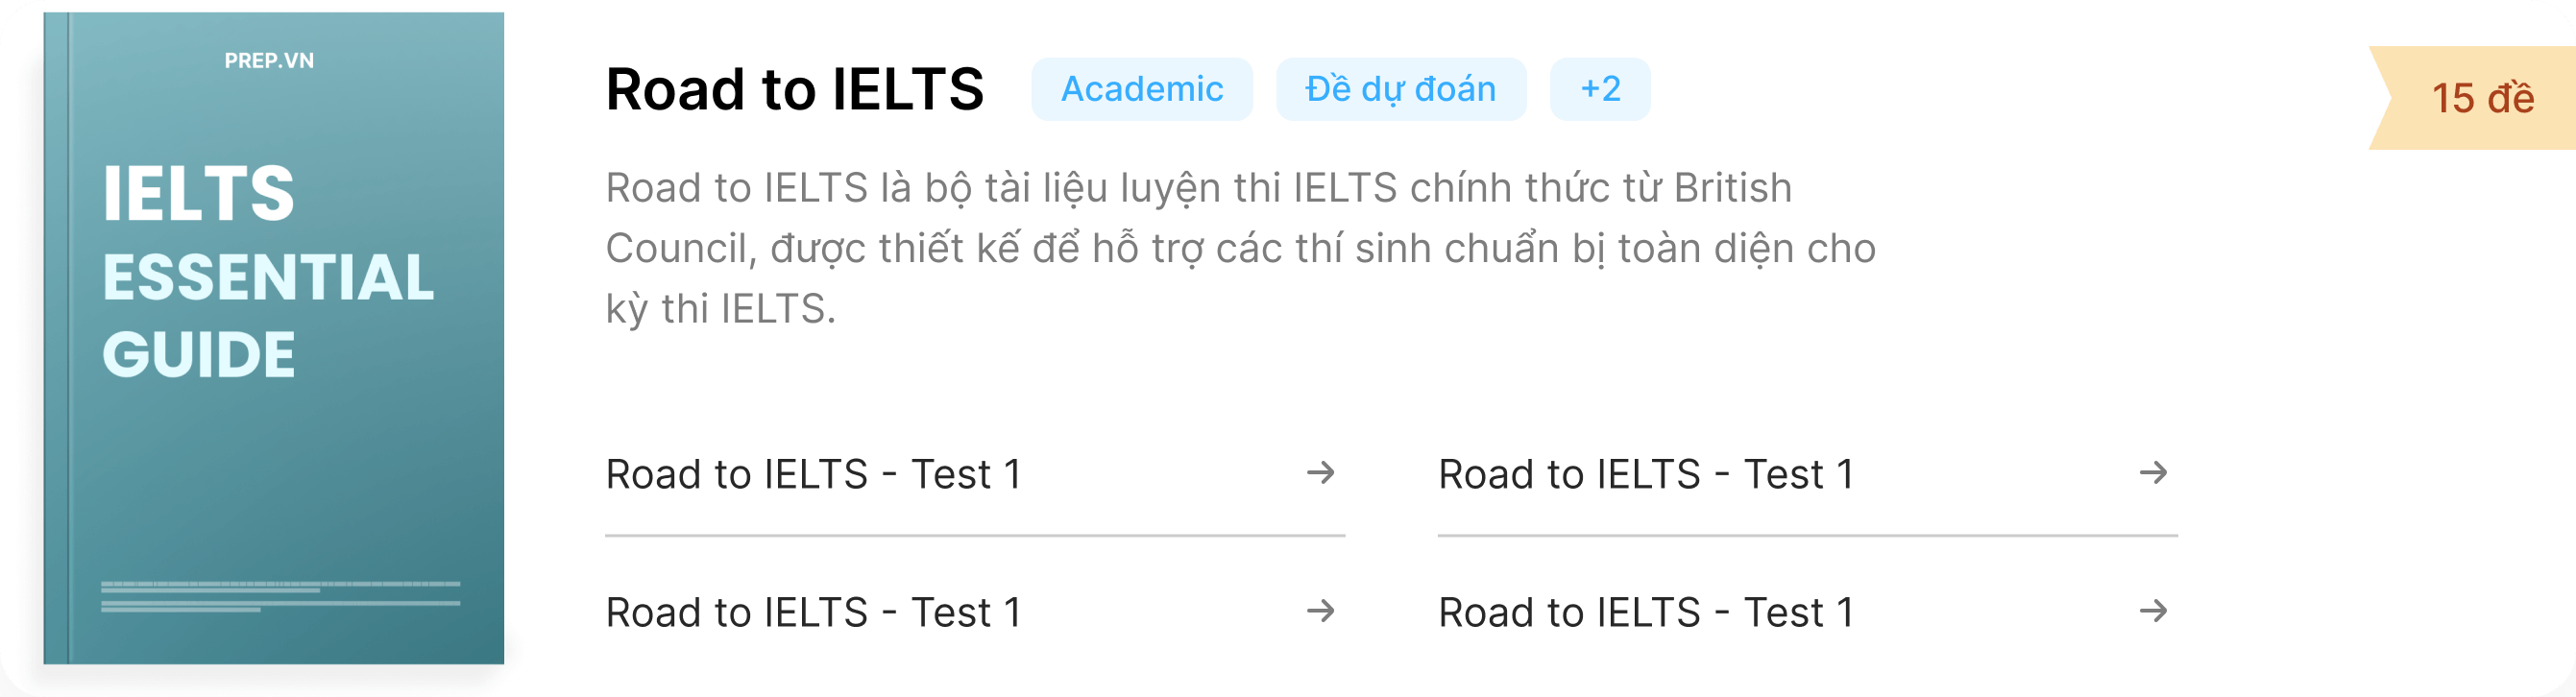 PREP.VN
IELTS
ESSENTIAL
GUIDE
Road to IELTS
Academic
Đề dự đoán
+2
15 đề
Road to IELTS là bộ tài liệu luyện thi IELTS chính thức từ British
Council, được thiết kế để hỗ trợ các thí sinh chuẩn bị toàn diện cho
kỳ thi IELTS.
Road to IELTS - Test 1
Road to IELTS - Test 1
Road to IELTS - Test 1
Road to IELTS - Test 1